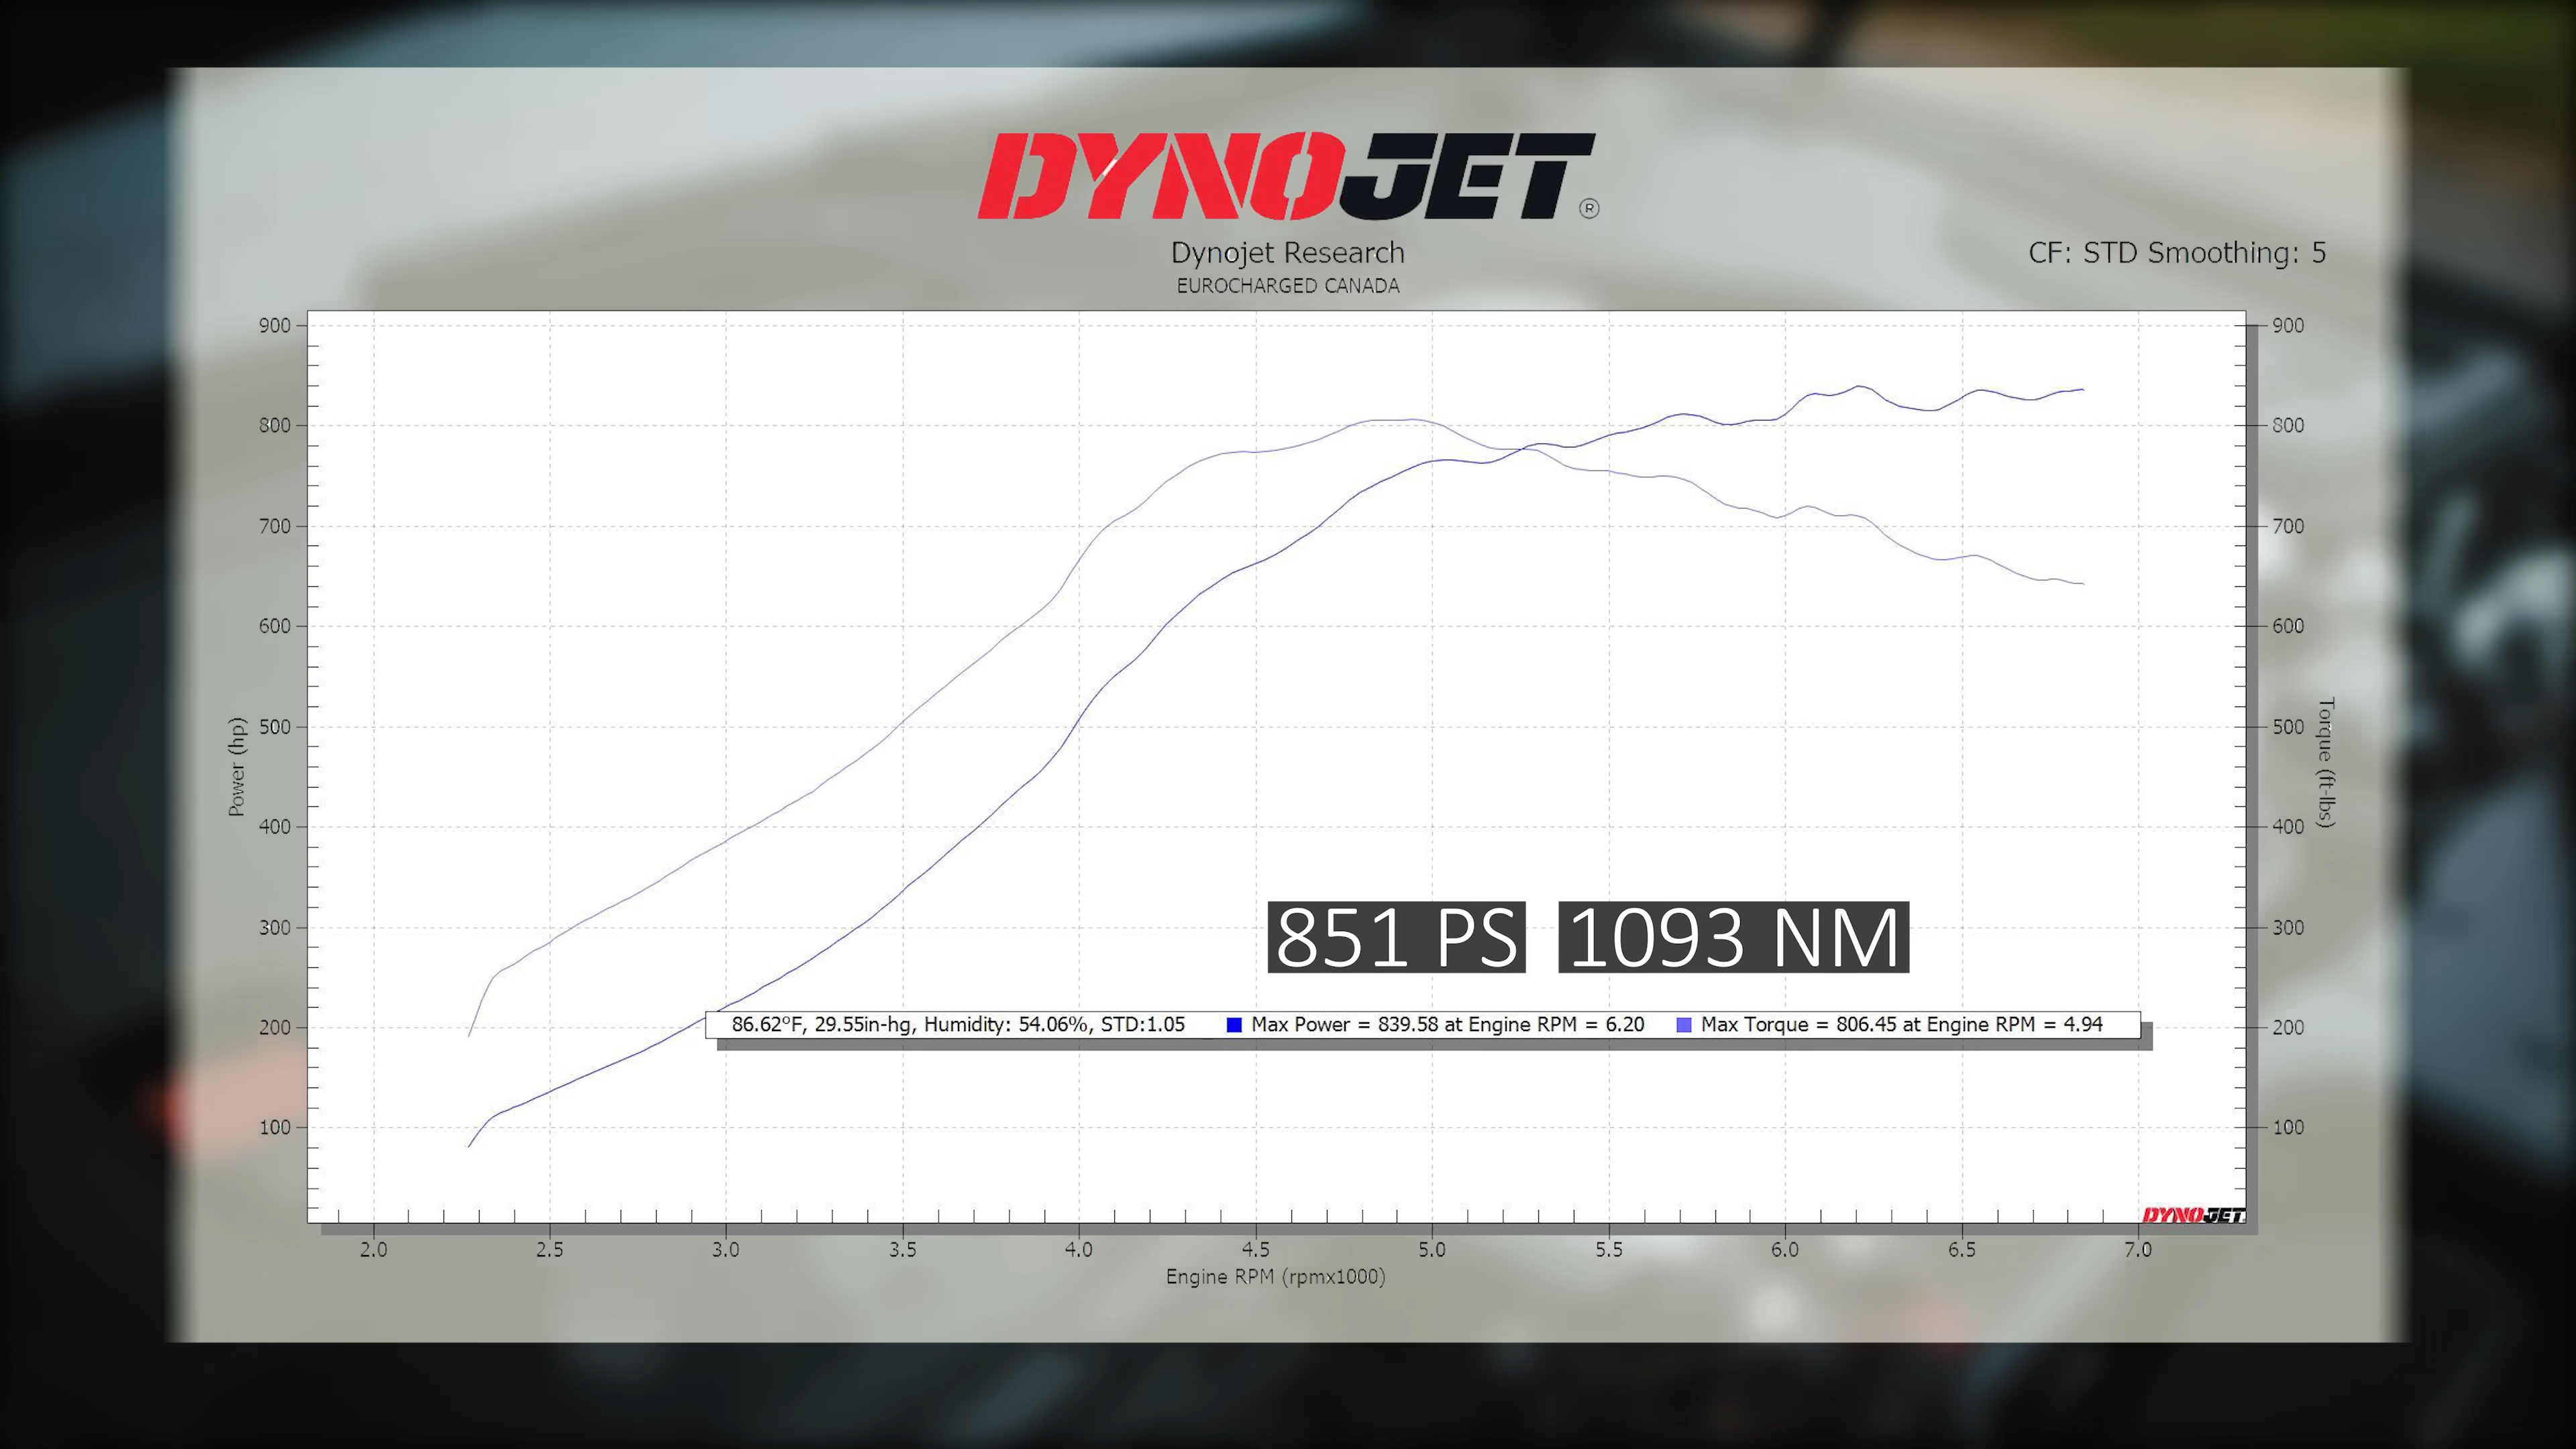 DYNOJET®
Dynojet Research
CF: STD Smoothing: 5
EUROCHARGED CANADA
900
800
700
600
500
400
300
200
100
Power (hp)
900
800
700
600
500
400
300
200
100
Torque (ft-lbs)
851 PS 1093 NM
86.62°F, 29.55in-hg, Humidity: 54.06%, STD:1.05 Max Power = 839.58 at Engine RPM = 6.20 Max Torque = 806.45 at Engine RPM = 4.94
DYNOJET
2.0 2.5 3.0 3.5 4.0 4.5 5.0 5.5 6.0 6.5 7.0
Engine RPM (rpmx1000)